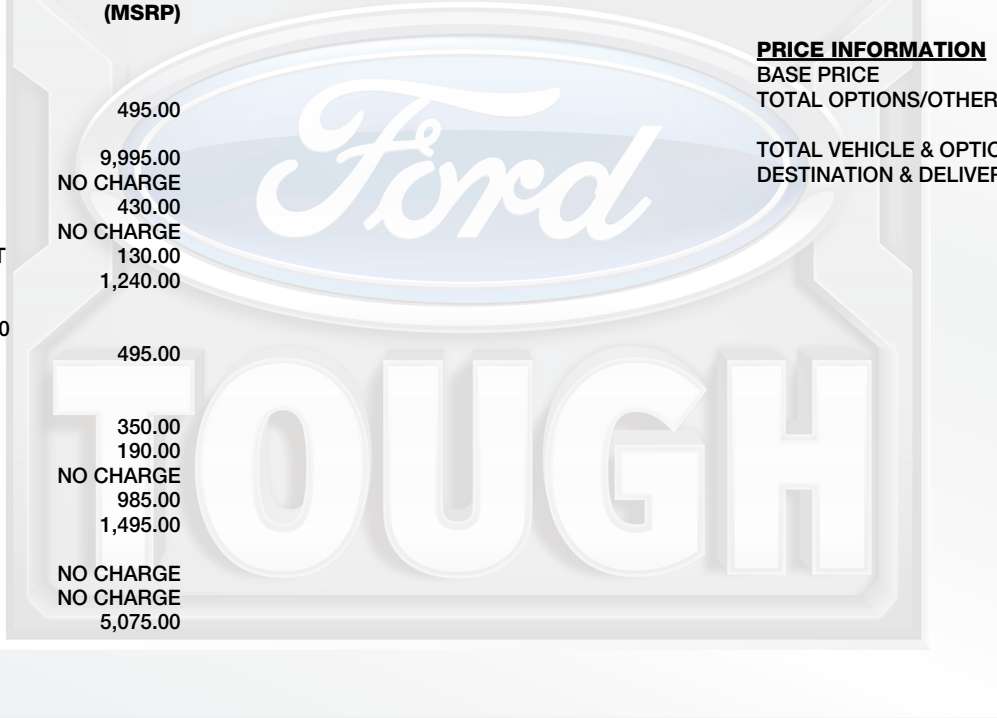 (MSRP)
495.00
9,995.00
NO CHARGE
430.00
NO CHARGE
T 130.00
1,240.00
0
495.00
350.00
190.00
NO CHARGE
985.00
1,495.00
NO CHARGE
NO CHARGE
5,075.00
PRICE INFORMATION
BASE PRICE
TOTAL OPTIONS/OTHER
TOTAL VEHICLE & OPTIO
DESTINATION & DELIVER
Ford
TOUGH